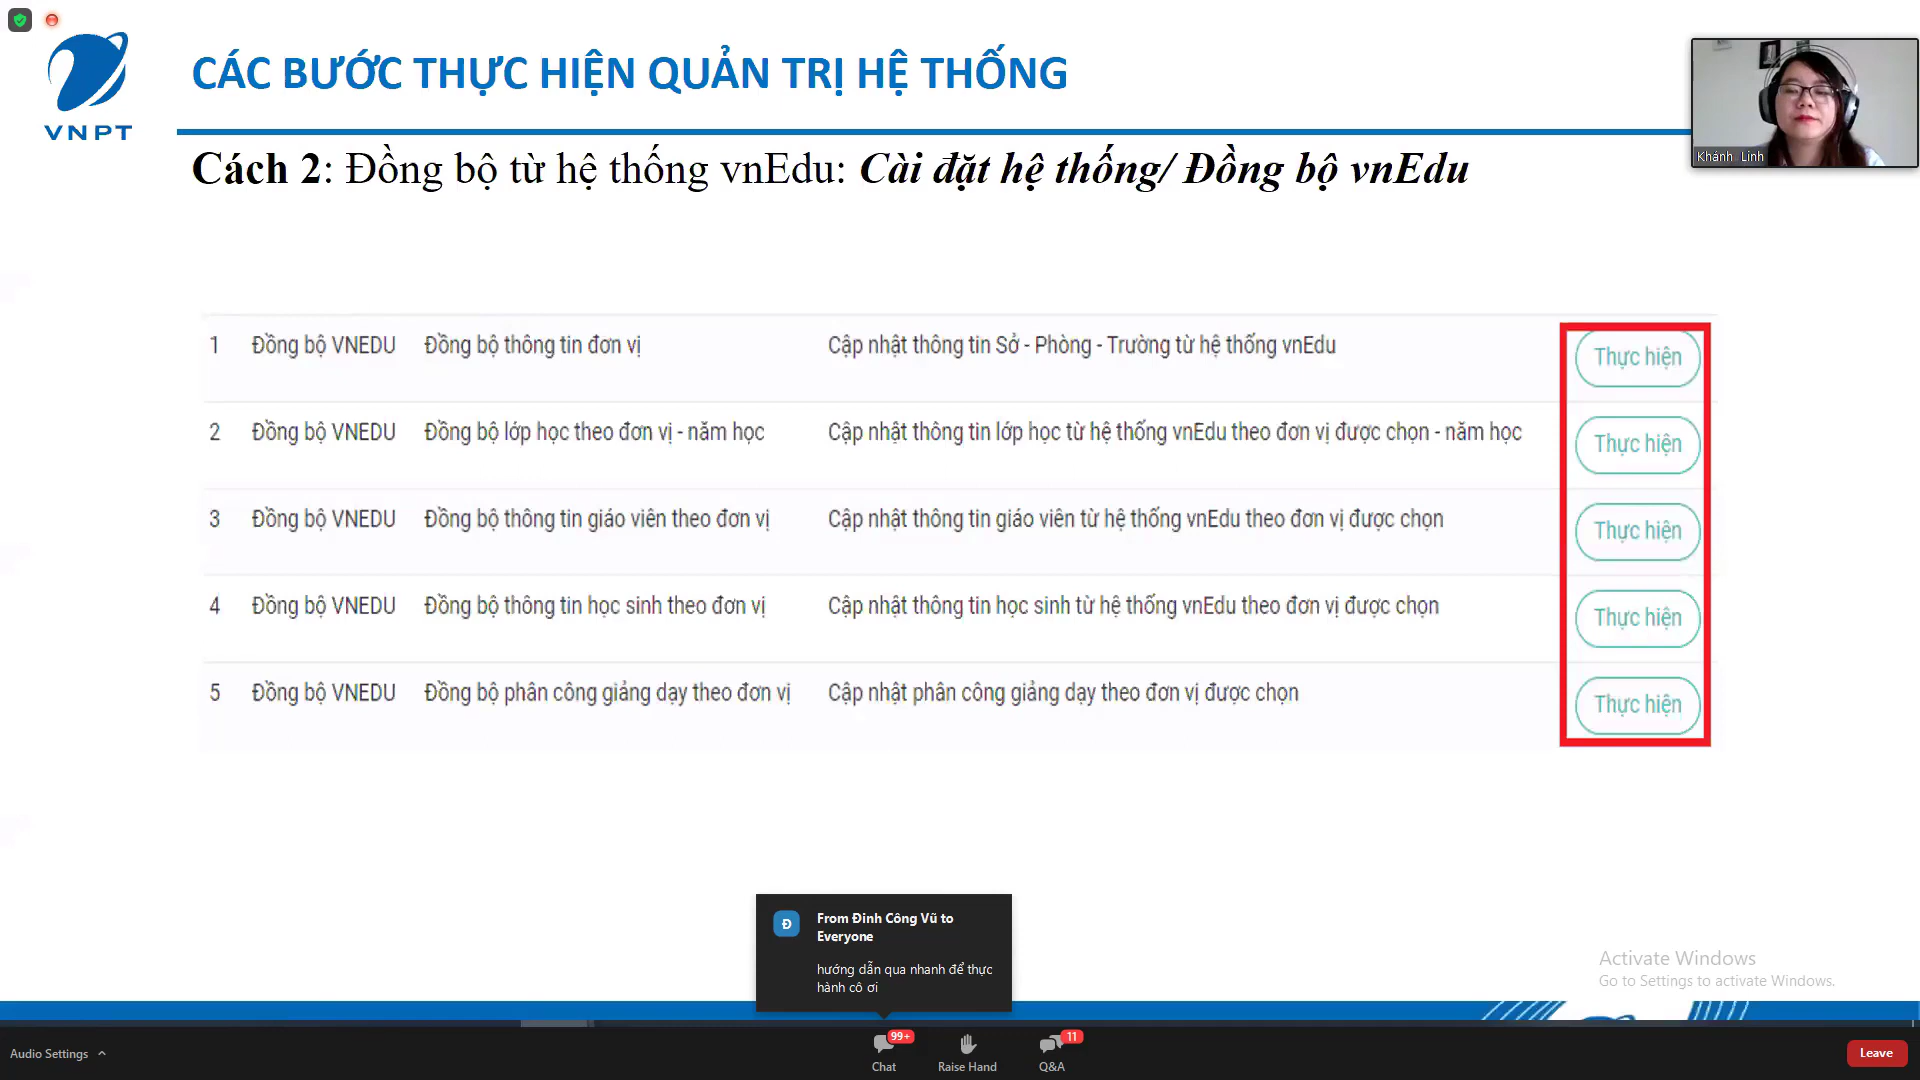 VNPT
CÁC BƯỚC THỰC HIỆN QUẢN TRỊ HỆ THỐNG
Cách 2: Đồng bộ từ hệ thống vnEdu: Cài đặt hệ thống/ Đồng bộ vnEdu
Khánh Linh
1 Đồng bộ VNEDU Đồng bộ thông tin đơn vị Cập nhật thông tin Sở - Phòng - Trường từ hệ thống vnEdu Thực hiện
2 Đồng bộ VNEDU Đồng bộ lớp học theo đơn vị - năm học Cập nhật thông tin lớp học từ hệ thống vnEdu theo đơn vị được chọn - năm học Thực hiện
3 Đồng bộ VNEDU Đồng bộ thông tin giáo viên theo đơn vị Cập nhật thông tin giáo viên từ hệ thống vnEdu theo đơn vị được chọn Thực hiện
4 Đồng bộ VNEDU Đồng bộ thông tin học sinh theo đơn vị Cập nhật thông tin học sinh từ hệ thống vnEdu theo đơn vị được chọn Thực hiện
5 Đồng bộ VNEDU Đồng bộ phân công giảng dạy theo đơn vị Cập nhật phân công giảng dạy theo đơn vị được chọn Thực hiện
Đ
From Đinh Công Vũ to
Everyone
hướng dẫn qua nhanh để thực
hành cô ơi
Activate Windows
Go to Settings to activate Windows.
Audio Settings
99+
Chat
Raise Hand
11
Q&A
Leave